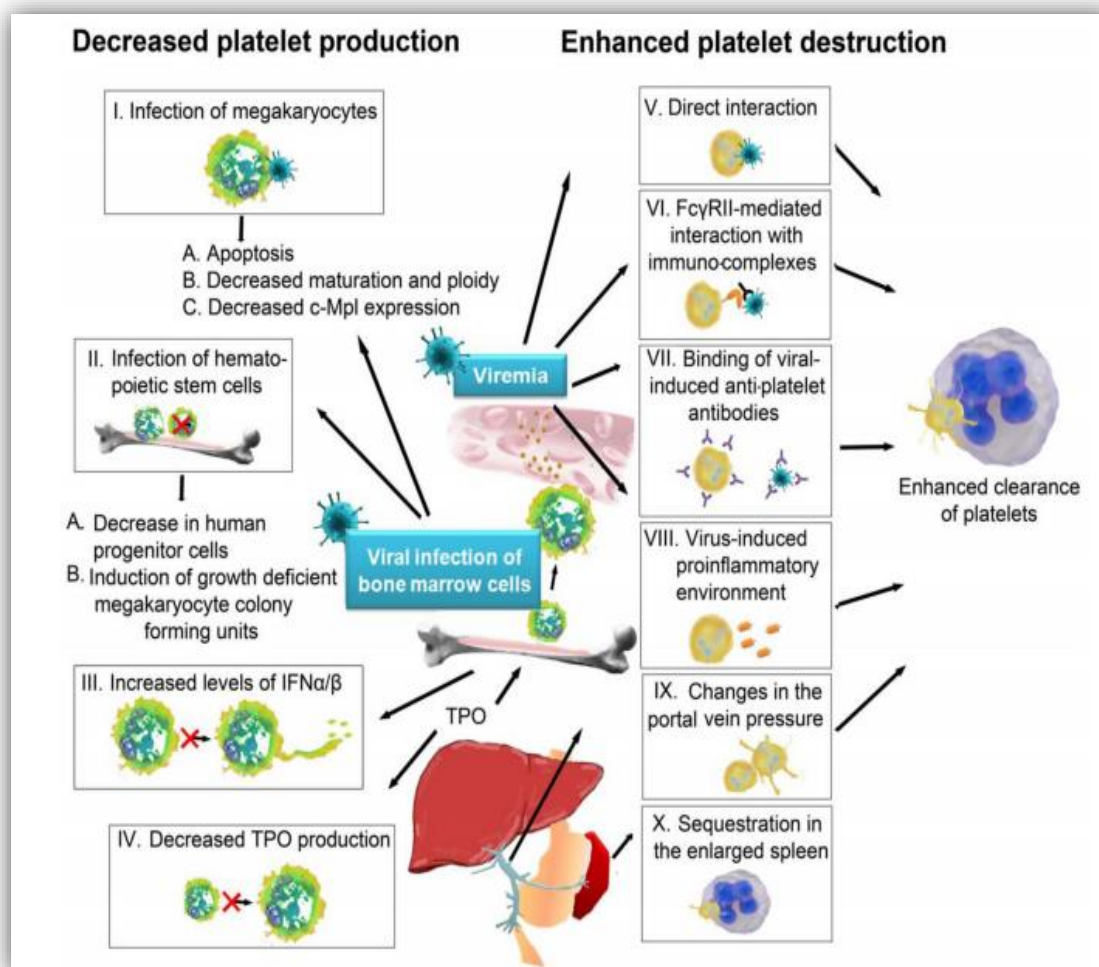 Decreased platelet production
Enhanced platelet destruction
I. Infection of megakaryocytes
A. Apoptosis
B. Decreased maturation and ploidy
C. Decreased c-Mpl expression
II. Infection of hemato-
poietic stem cells
A. Decrease in human
progenitor cells
B. Induction of growth deficient
megakaryocyte colony
forming units
III. Increased levels of IFNα/β
IV. Decreased TPO production
Viremia
Viral infection of
bone marrow cells
TPO
V. Direct interaction
VI. FcγRII-mediated
interaction with
immuno-complexes
VII. Binding of viral-
induced anti-platelet
antibodies
VIII. Virus-induced
proinflammatory
environment
IX. Changes in the
portal vein pressure
X. Sequestration in
the enlarged spleen
Enhanced clearance
of platelets